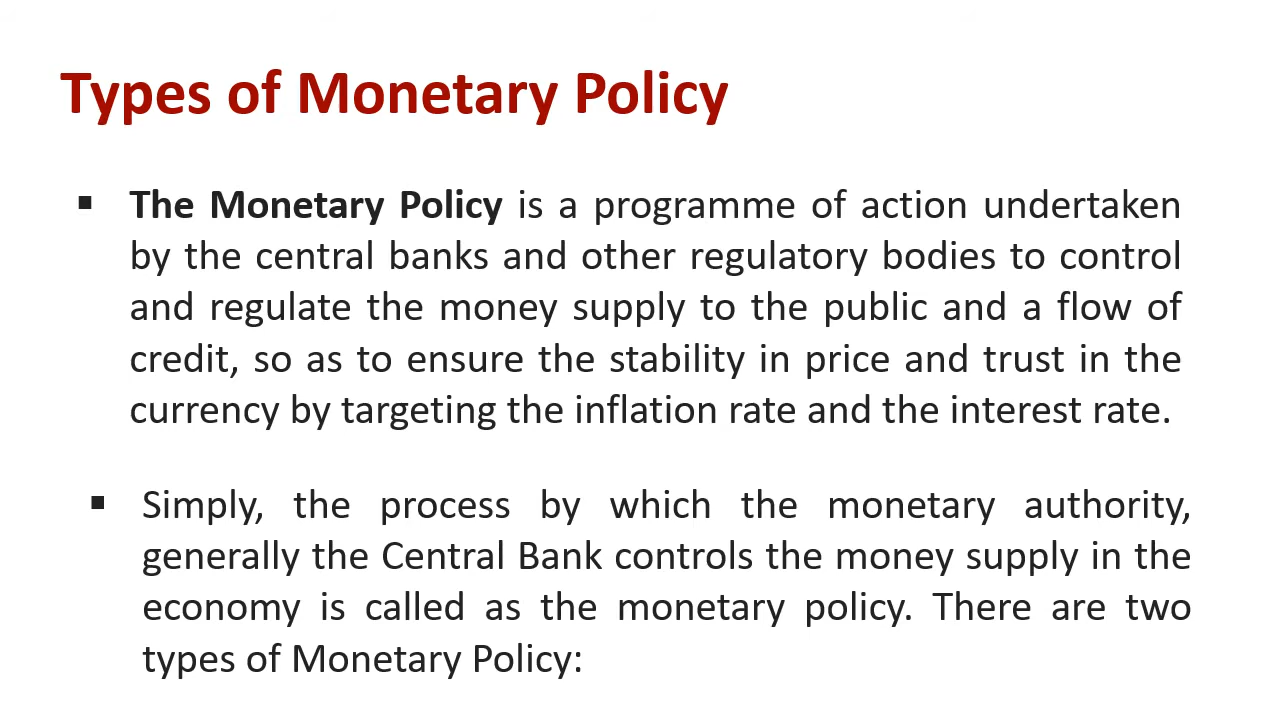 Types of Monetary Policy
▪ The Monetary Policy is a programme of action undertaken
by the central banks and other regulatory bodies to control
and regulate the money supply to the public and a flow of
credit, so as to ensure the stability in price and trust in the
currency by targeting the inflation rate and the interest rate.
▪ Simply, the process by which the monetary authority,
generally the Central Bank controls the money supply in the
economy is called as the monetary policy. There are two
types of Monetary Policy: